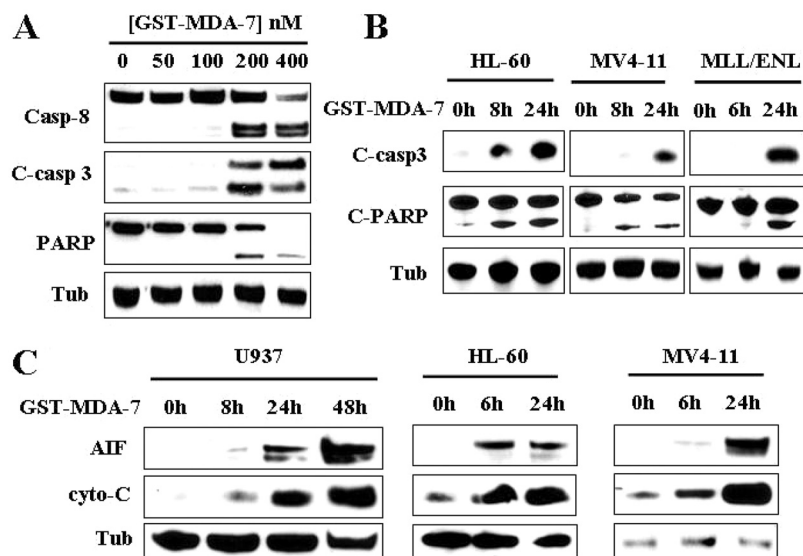 A
[GST-MDA-7] nM
0 50 100 200 400
Casp-8
C-casp 3
PARP
Tub
B
HL-60 MV4-11 MLL/ENL
GST-MDA-7 0h 8h 24h 0h 8h 24h 0h 6h 24h
C-casp3
C-PARP
Tub
C
U937 HL-60 MV4-11
GST-MDA-7 0h 8h 24h 48h 0h 6h 24h 0h 6h 24h
AIF
cyto-C
Tub